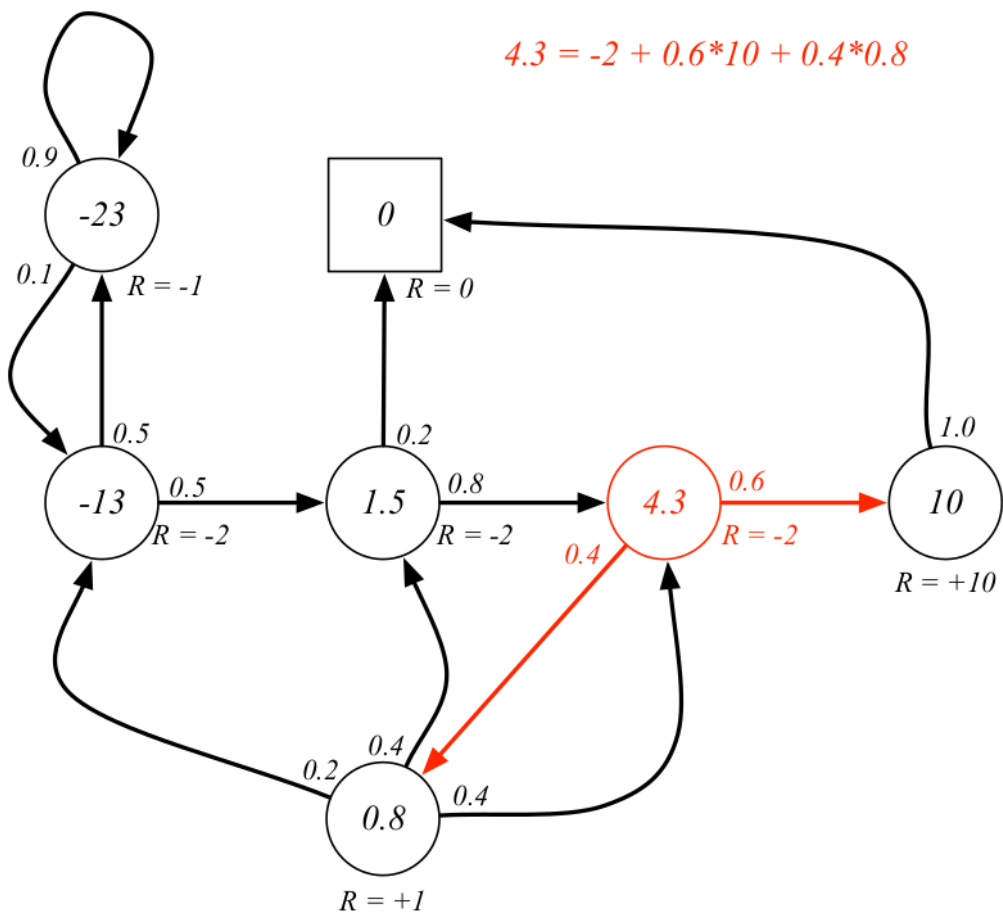 4.3 = -2 + 0.6*10 + 0.4*0.8
0.9
-23
0
0.1
R = -1
R = 0
0.5
0.2
1.0
-13
0.5
1.5
0.8
4.3
0.6
10
R = -2
R = -2
R = -2
0.4
R = +10
0.4
0.2
0.4
0.8
R = +1